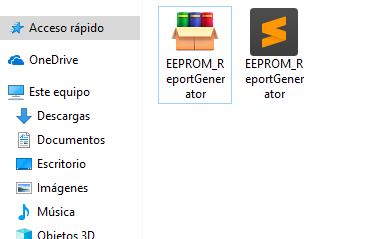 Acceso rápido
OneDrive
Este equipo
Descargas
Documentos
Escritorio
Imágenes
Música
Objetos 3D
EEPROM_R
eportGener
ator
EEPROM_R
eportGener
ator